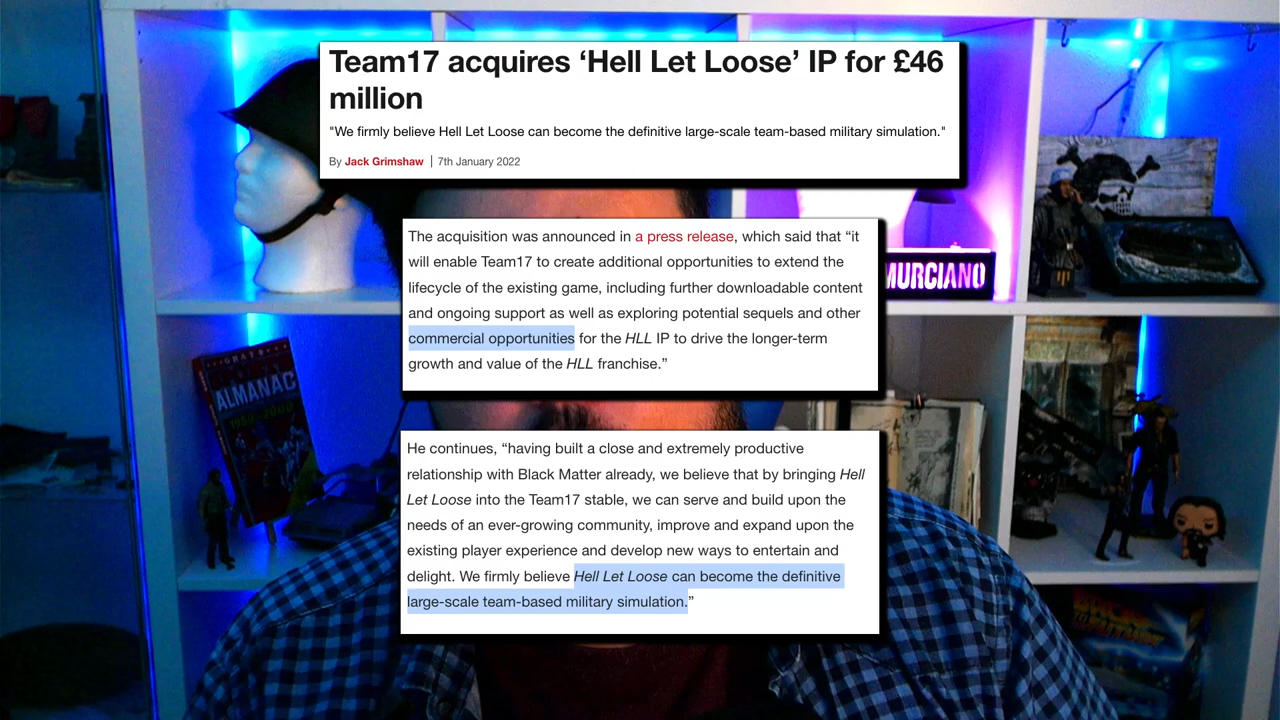 Team17 acquires ‘Hell Let Loose’ IP for £46
million
"We firmly believe Hell Let Loose can become the definitive large-scale team-based military simulation."
By Jack Grimshaw | 7th January 2022
The acquisition was announced in a press release, which said that “it
will enable Team17 to create additional opportunities to extend the
lifecycle of the existing game, including further downloadable content
and ongoing support as well as exploring potential sequels and other
commercial opportunities for the HLL IP to drive the longer-term
growth and value of the HLL franchise.”
MURCIANO
He continues, “having built a close and extremely productive
relationship with Black Matter already, we believe that by bringing Hell
Let Loose into the Team17 stable, we can serve and build upon the
needs of an ever-growing community, improve and expand upon the
existing player experience and develop new ways to entertain and
delight. We firmly believe Hell Let Loose can become the definitive
large-scale team-based military simulation.”
ALMANAC
BACK TO